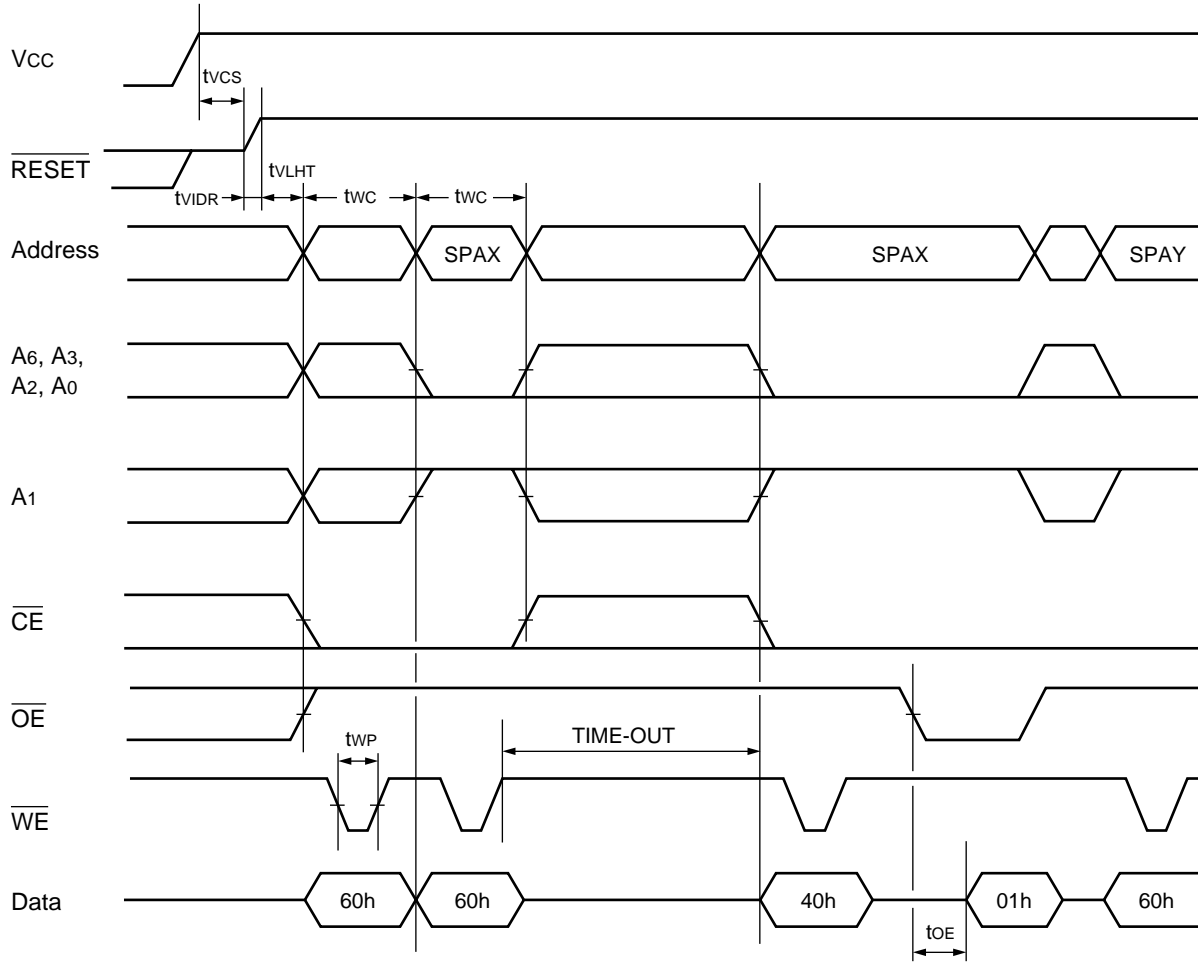 VCC
tVCS
RESET
tVLHT
tVIDR
tWC
tWC
Address
SPAX
SPAX
SPAY
A6, A3,
A2, A0
A1
CE
OE
tWP
TIME-OUT
WE
Data
60h
60h
40h
01h
60h
tOE